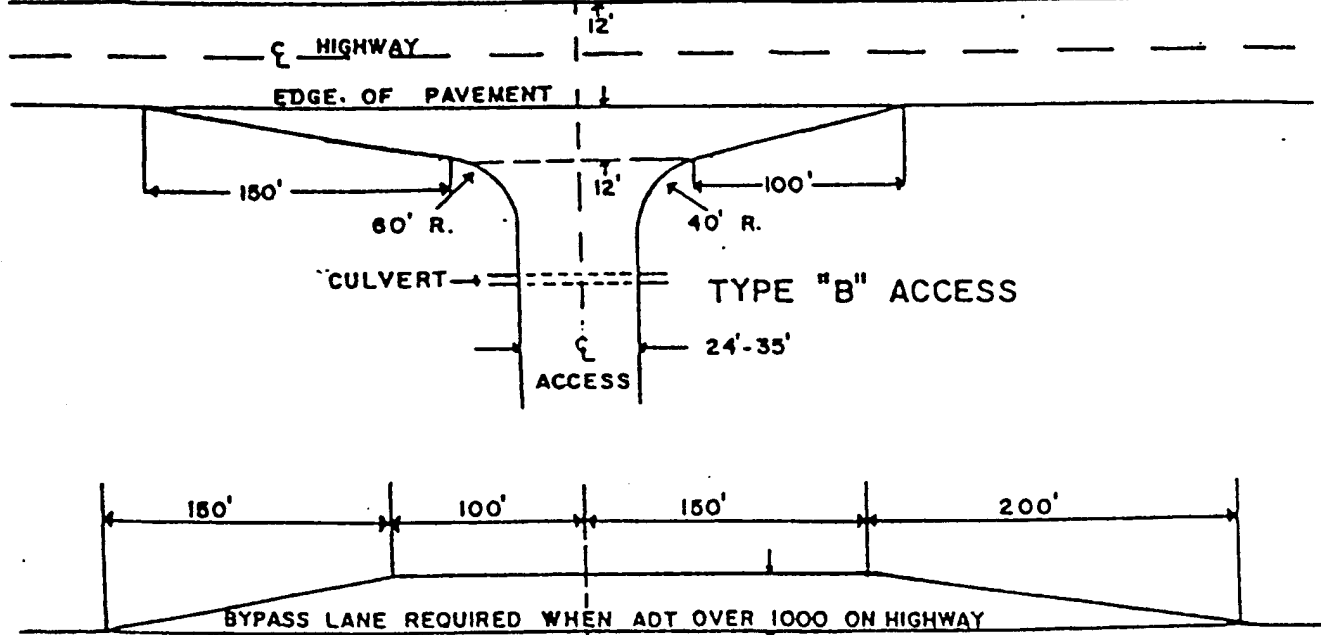 12'
℄ HIGHWAY
EDGE. OF PAVEMENT
150' 12' 100'
60' R. 40' R.
CULVERT TYPE "B" ACCESS
℄ 24'-35'
ACCESS
150' 100' 150' 200'
BYPASS LANE REQUIRED WHEN ADT OVER 1000 ON HIGHWAY